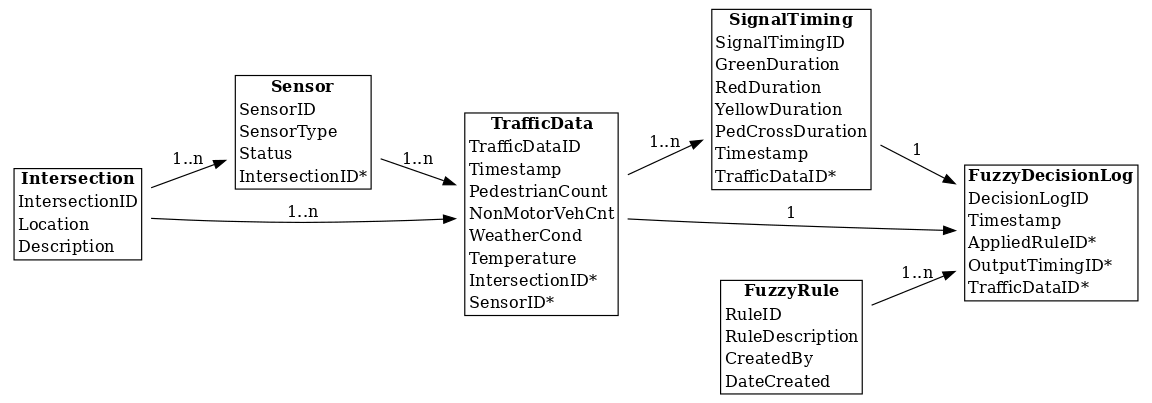 Intersection
IntersectionID
Location
Description
1..n
1..n
Sensor
SensorID
SensorType
Status
IntersectionID*
1..n
TrafficData
TrafficDataID
Timestamp
PedestrianCount
NonMotorVehCnt
WeatherCond
Temperature
IntersectionID*
SensorID*
1..n
1
SignalTiming
SignalTimingID
GreenDuration
RedDuration
YellowDuration
PedCrossDuration
Timestamp
TrafficDataID*
1
FuzzyRule
RuleID
RuleDescription
CreatedBy
DateCreated
1..n
FuzzyDecisionLog
DecisionLogID
Timestamp
AppliedRuleID*
OutputTimingID*
TrafficDataID*